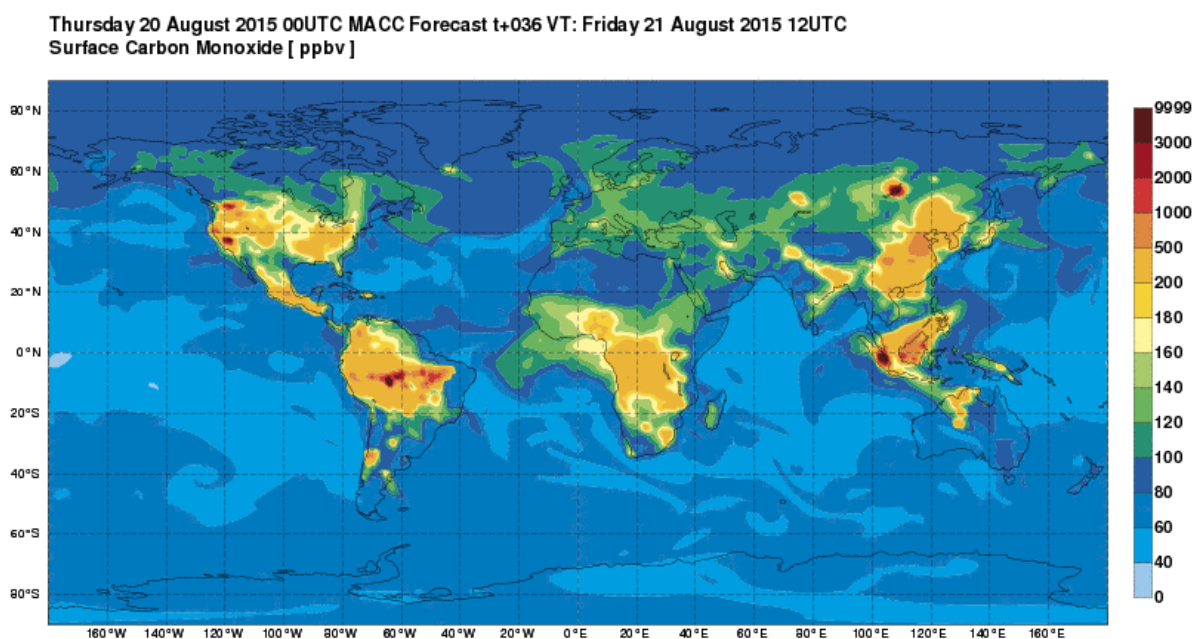 Thursday 20 August 2015 00UTC MACC Forecast t+036 VT: Friday 21 August 2015 12UTC
Surface Carbon Monoxide [ ppbv ]
80°N
60°N
40°N
20°N
0°N
20°S
40°S
60°S
80°S
160°W 140°W 120°W 100°W 80°W 60°W 40°W 20°W 0°E 20°E 40°E 60°E 80°E 100°E 120°E 140°E 160°E
9999
3000
2000
1000
500
200
180
160
140
120
100
80
60
40
0